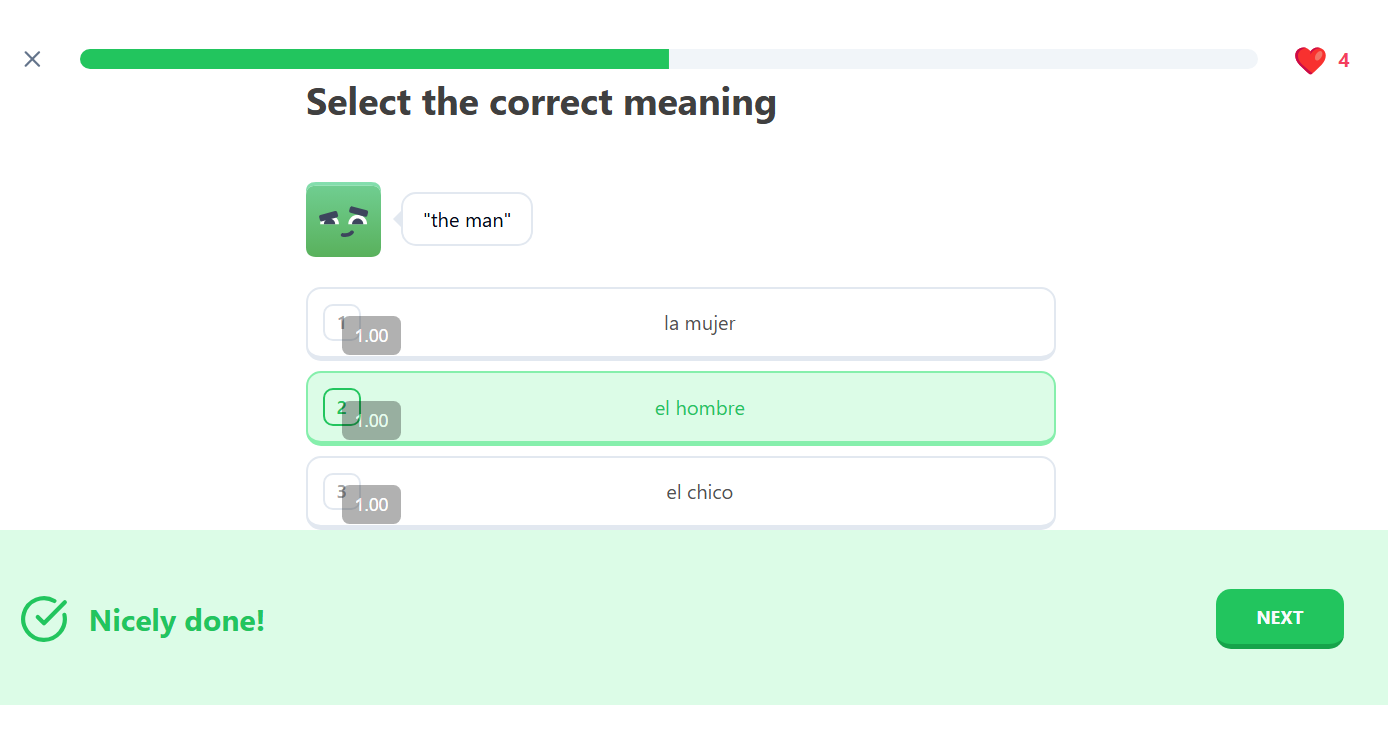 4
Select the correct meaning
"the man"
1
1.00
la mujer
2
1.00
el hombre
3
1.00
el chico
Nicely done!
NEXT